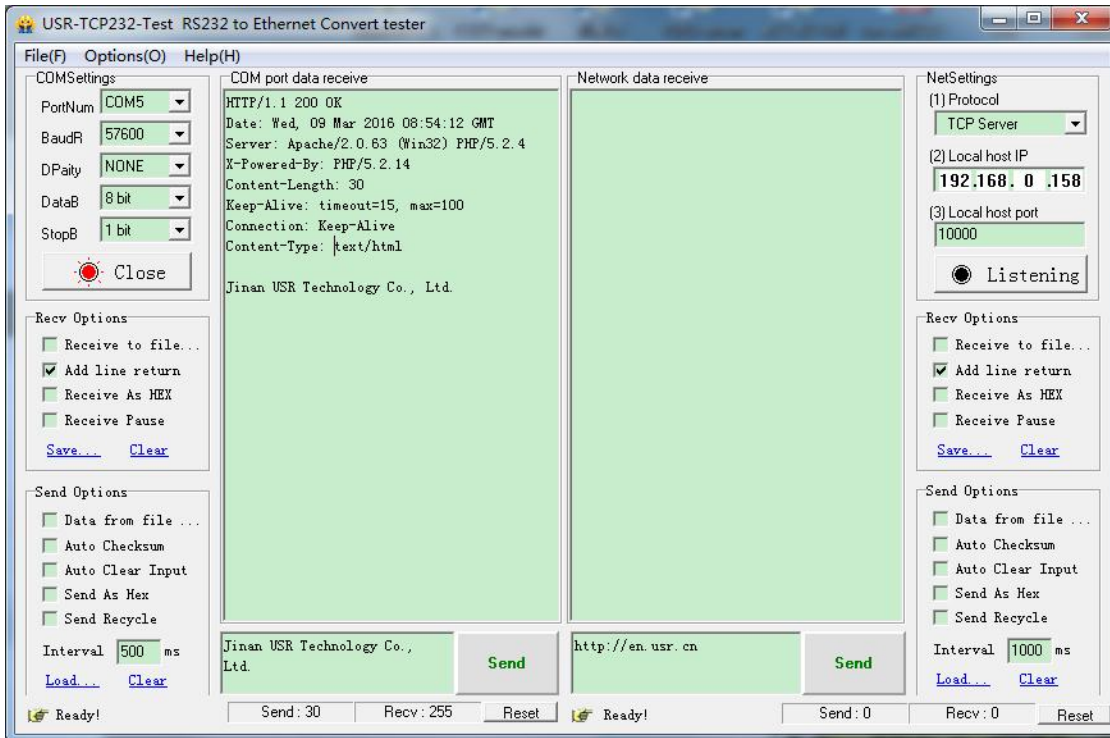 USR-TCP232-Test RS232 to Ethernet Convert tester
File(F) Options(O) Help(H)
COMSettings
PortNum COM5
BaudR 57600
DPaity NONE
DataB 8 bit
StopB 1 bit
Close
Recv Options
Receive to file...
Add line return
Receive As HEX
Receive Pause
Save... Clear
Send Options
Data from file ...
Auto Checksum
Auto Clear Input
Send As Hex
Send Recycle
Interval 500 ms
Load... Clear
COM port data receive
HTTP/1.1 200 OK
Date: Wed, 09 Mar 2016 08:54:12 GMT
Server: Apache/2.0.63 (Win32) PHP/5.2.4
X-Powered-By: PHP/5.2.14
Content-Length: 30
Keep-Alive: timeout=15, max=100
Connection: Keep-Alive
Content-Type: text/html
Jinan USR Technology Co., Ltd.
Jinan USR Technology Co.,
Ltd.
Send
Network data receive
http://en.usr.cn
Send
NetSettings
(1) Protocol
TCP Server
(2) Local host IP
192.168. 0 .158
(3) Local host port
10000
Listening
Recv Options
Receive to file...
Add line return
Receive As HEX
Receive Pause
Save... Clear
Send Options
Data from file ...
Auto Checksum
Auto Clear Input
Send As Hex
Send Recycle
Interval 1000 ms
Load... Clear
Ready! Send : 30 Recv : 255 Reset
Ready! Send : 0 Recv : 0 Reset